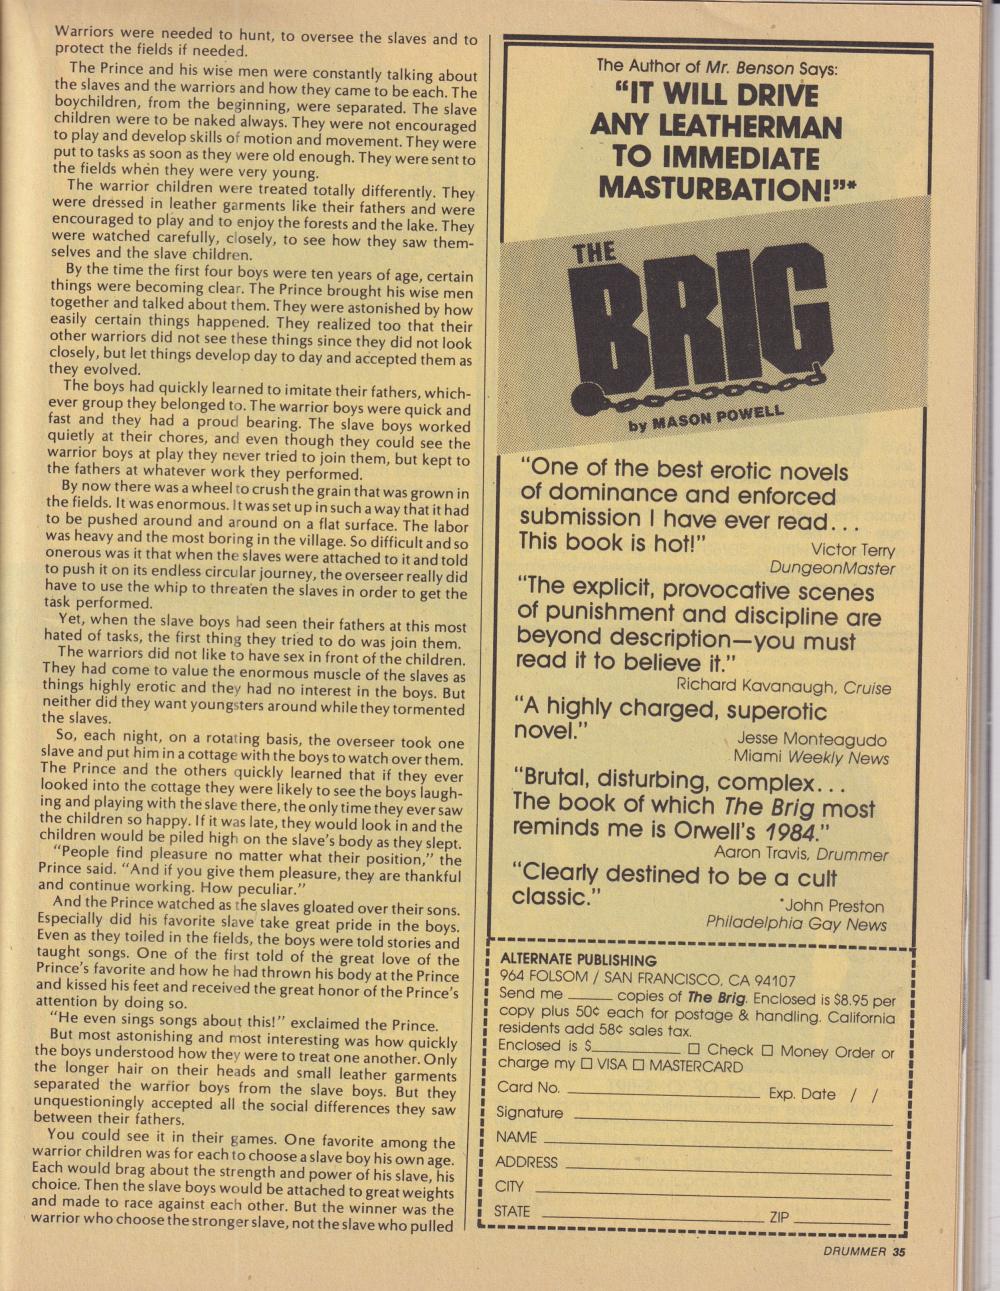 Warriors were needed to hunt, to oversee the slaves and to
protect the fields if needed.
The Prince and his wise men were constantly talking about
the slaves and the warriors and how they came to be each. The
boychildren, from the beginning, were separated. The slave
children were to be naked always. They were not encouraged
to play and develop skills of motion and movement. They were
put to tasks as soon as they were old enough. They were sent to
the fields when they were very young.
The warrior children were treated totally differently. They
were dressed in leather garments like their fathers and were
encouraged to play and to enjoy the forests and the lake. They
were watched carefully, closely, to see how they saw them-
selves and the slave children.
By the time the first four boys were ten years of age, certain
things were becoming clear. The Prince brought his wise men
together and talked about them. They were astonished by how
easily certain things happened. They realized too that their
other warriors did not see these things since they did not look
closely, but let things develop day to day and accepted them as
they evolved.
The boys had quickly learned to imitate their fathers, which-
ever group they belonged to. The warrior boys were quick and
fast and they had a proud bearing. The slave boys worked
quietly at their chores, and even though they could see the
warrior boys at play they never tried to join them, but kept to
the fathers at whatever work they performed.
By now there was a wheel to crush the grain that was grown in
the fields. It was enormous. It was set up in such a way that it had
to be pushed around and around on a flat surface. The labor
was heavy and the most boring in the village. So difficult and so
onerous was it that when the slaves were attached to it and told
to push it on its endless circular journey, the overseer really did
have to use the whip to threaten the slaves in order to get the
task performed.
Yet, when the slave boys had seen their fathers at this most
hated of tasks, the first thing they tried to do was join them.
The warriors did not like to have sex in front of the children.
They had come to value the enormous muscle of the slaves as
things highly erotic and they had no interest in the boys. But
neither did they want youngsters around while they tormented
the slaves.
So, each night, on a rotating basis, the overseer took one
slave and put him in a cottage with the boys to watch over them.
The Prince and the others quickly learned that if they ever
looked into the cottage they were likely to see the boys laugh-
ing and playing with the slave there, the only time they ever saw
the children so happy. If it was late, they would look in and the
children would be piled high on the slave's body as they slept.
"People find pleasure no matter what their position," the
Prince said. "And if you give them pleasure, they are thankful
and continue working. How peculiar."
And the Prince watched as the slaves gloated over their sons.
Especially did his favorite slave take great pride in the boys.
Even as they toiled in the fields, the boys were told stories and
taught songs. One of the first told of the great love of the
Prince's favorite and how he had thrown his body at the Prince
and kissed his feet and received the great honor of the Prince's
attention by doing so.
"He even sings songs about this!" exclaimed the Prince.
But most astonishing and most interesting was how quickly
the boys understood how they were to treat one another. Only
the longer hair on their heads and small leather garments
separated the warrior boys from the slave boys. But they
unquestioningly accepted all the social differences they saw
between their fathers.
You could see it in their games. One favorite among the
warrior children was for each to choose a slave boy his own age.
Each would brag about the strength and power of his slave, his
choice. Then the slave boys would be attached to great weights
and made to race against each other. But the winner was the
warrior who choose the stronger slave, not the slave who pulled
The Author of Mr. Benson Says:
"IT WILL DRIVE
ANY LEATHERMAN
TO IMMEDIATE
MASTURBATION!"*
THE
BRIG
by MASON POWELL
"One of the best erotic novels
of dominance and enforced
submission I have ever read...
This book is hot!"
Victor Terry
DungeonMaster
"The explicit, provocative scenes
of punishment and discipline are
beyond description—you must
read it to believe it."
Richard Kavanaugh, Cruise
"A highly charged, superotic
novel."
Jesse Monteagudo
Miami Weekly News
"Brutal, disturbing, complex...
The book of which The Brig most
reminds me is Orwell's 1984."
Aaron Travis, Drummer
"Clearly destined to be a cult
classic."
*John Preston
Philadelphia Gay News
ALTERNATE PUBLISHING
964 FOLSOM / SAN FRANCISCO, CA 94107
Send me _____ copies of The Brig. Enclosed is $8.95 per
copy plus 50¢ each for postage & handling. California
residents add 58¢ sales tax.
Enclosed is $__________ ☐ Check ☐ Money Order or
charge my ☐ VISA ☐ MASTERCARD
Card No. ____________________ Exp. Date / /
Signature ____________________
NAME ____________________
ADDRESS ____________________
CITY ____________________
STATE ____________________ ZIP __________
DRUMMER 35